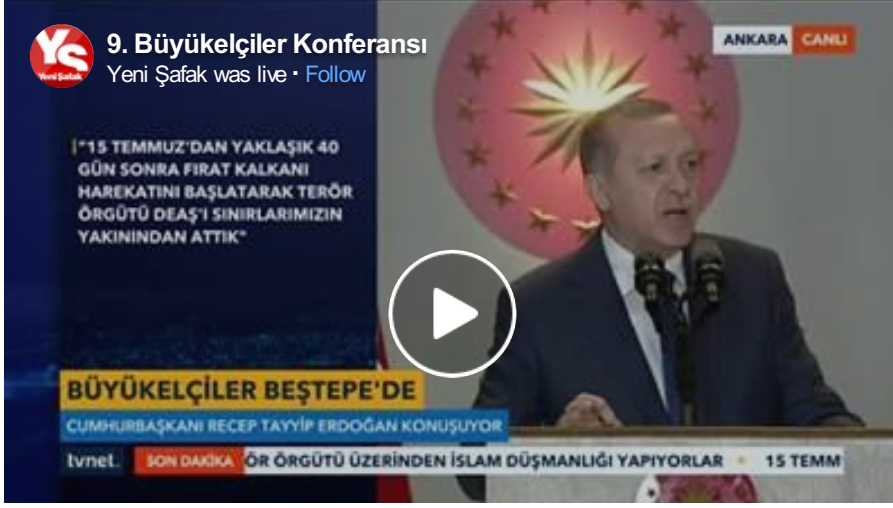 9. Büyükelçiler Konferansı
Yeni Şafak was live · Follow
YS
Yeni Şafak
ANKARA CANLI
"15 TEMMUZ'DAN YAKLAŞIK 40
GÜN SONRA FIRAT KALKANI
HAREKATINI BAŞLATARAK TERÖR
ÖRGÜTÜ DEAŞ'I SINIRLARIMIZIN
YAKININDAN ATTIK"
BÜYÜKELÇİLER BEŞTEPE'DE
CUMHURBAŞKANI RECEP TAYYİP ERDOĞAN KONUŞUYOR
tvnet. SON DAKİKA ÖR ÖRGÜTÜ ÜZERİNDEN İSLAM DÜŞMANLIĞI YAPIYORLAR • 15 TEMM